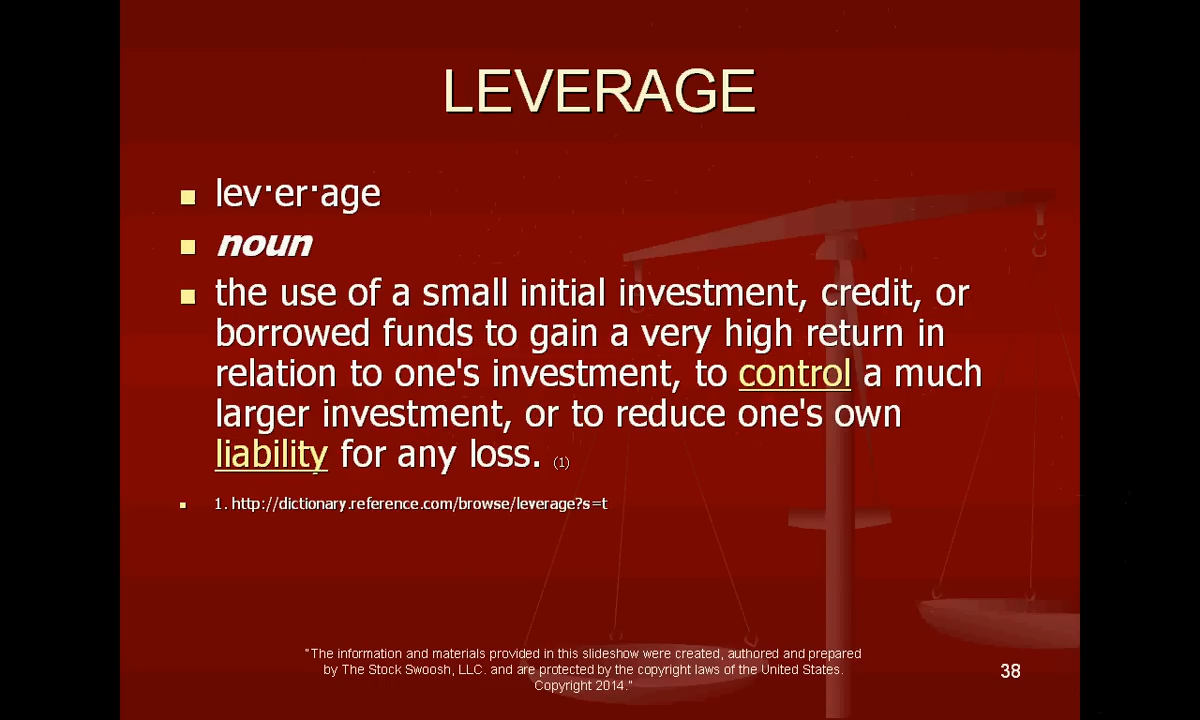 LEVERAGE
lev·er·age
noun
the use of a small initial investment, credit, or
borrowed funds to gain a very high return in
relation to one's investment, to control a much
larger investment, or to reduce one's own
liability for any loss. (1)
1. http://dictionary.reference.com/browse/leverage?s=t
"The information and materials provided in this slideshow were created, authored and prepared
by The Stock Swoosh, LLC. and are protected by the copyright laws of the United States.
Copyright 2014."
38